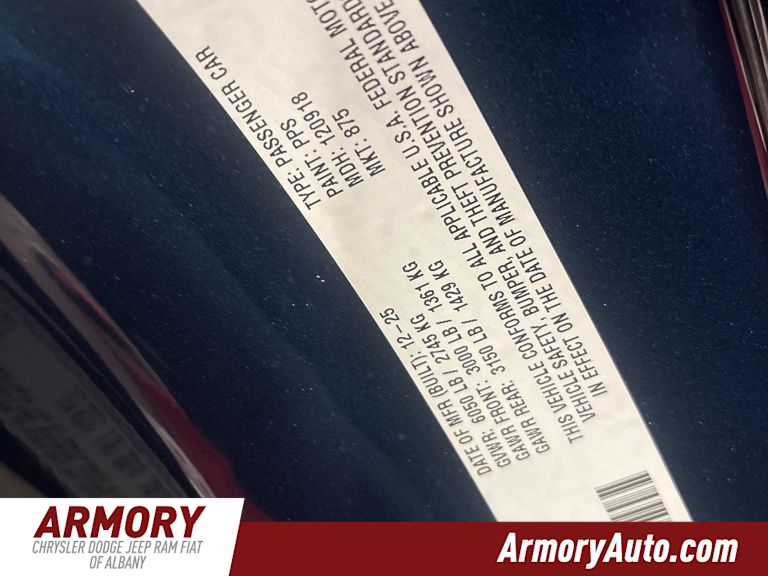 DATE OF MFR (BUILT): 12-25
GVWR: 6050 LB / 2745 KG
GAWR FRONT: 3000 LB / 1361 KG
GAWR REAR: 3150 LB / 1429 KG
THIS VEHICLE CONFORMS TO ALL APPLICABLE U.S.A. FEDERAL MOTO
VEHICLE SAFETY, BUMPER, AND THEFT PREVENTION STANDARD
IN EFFECT ON THE DATE OF MANUFACTURE SHOWN ABOVE
TYPE: PASSENGER CAR
PAINT: PPS
MDH: 120918
MKT: 875
ARMORY
CHRYSLER DODGE JEEP RAM FIAT
OF ALBANY
ArmoryAuto.com